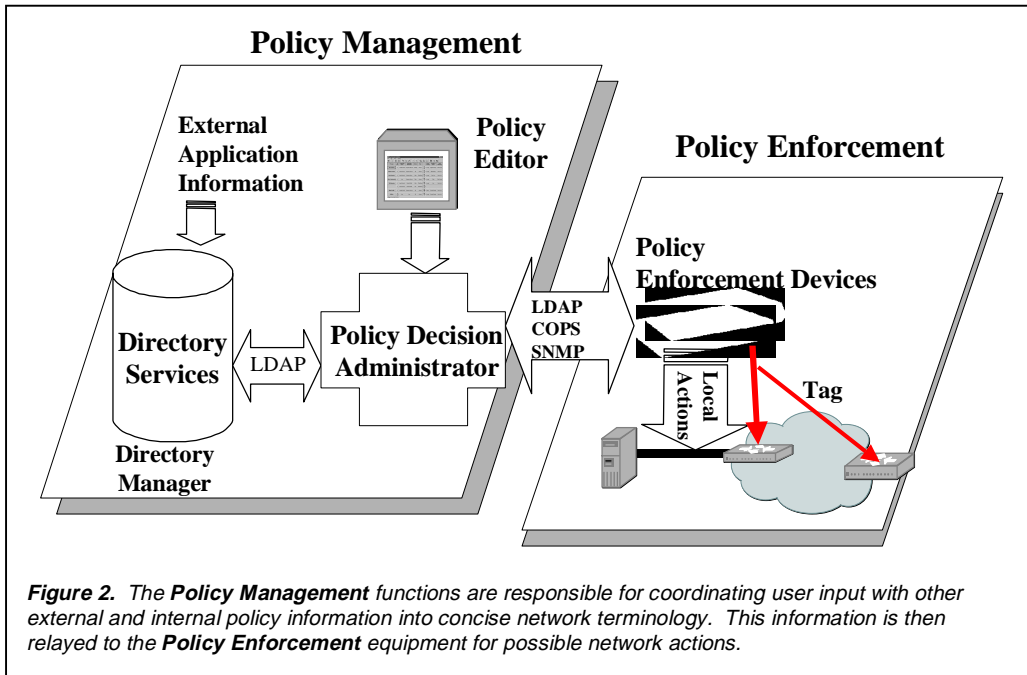 Policy Management
External
Application
Information
Policy
Editor
Policy Enforcement
Policy
Enforcement Devices
Directory
Services
LDAP
Policy Decision
Administrator
LDAP
COPS
SNMP
Local
Actions
Tag
Directory
Manager
Figure 2. The Policy Management functions are responsible for coordinating user input with other
external and internal policy information into concise network terminology. This information is then
relayed to the Policy Enforcement equipment for possible network actions.